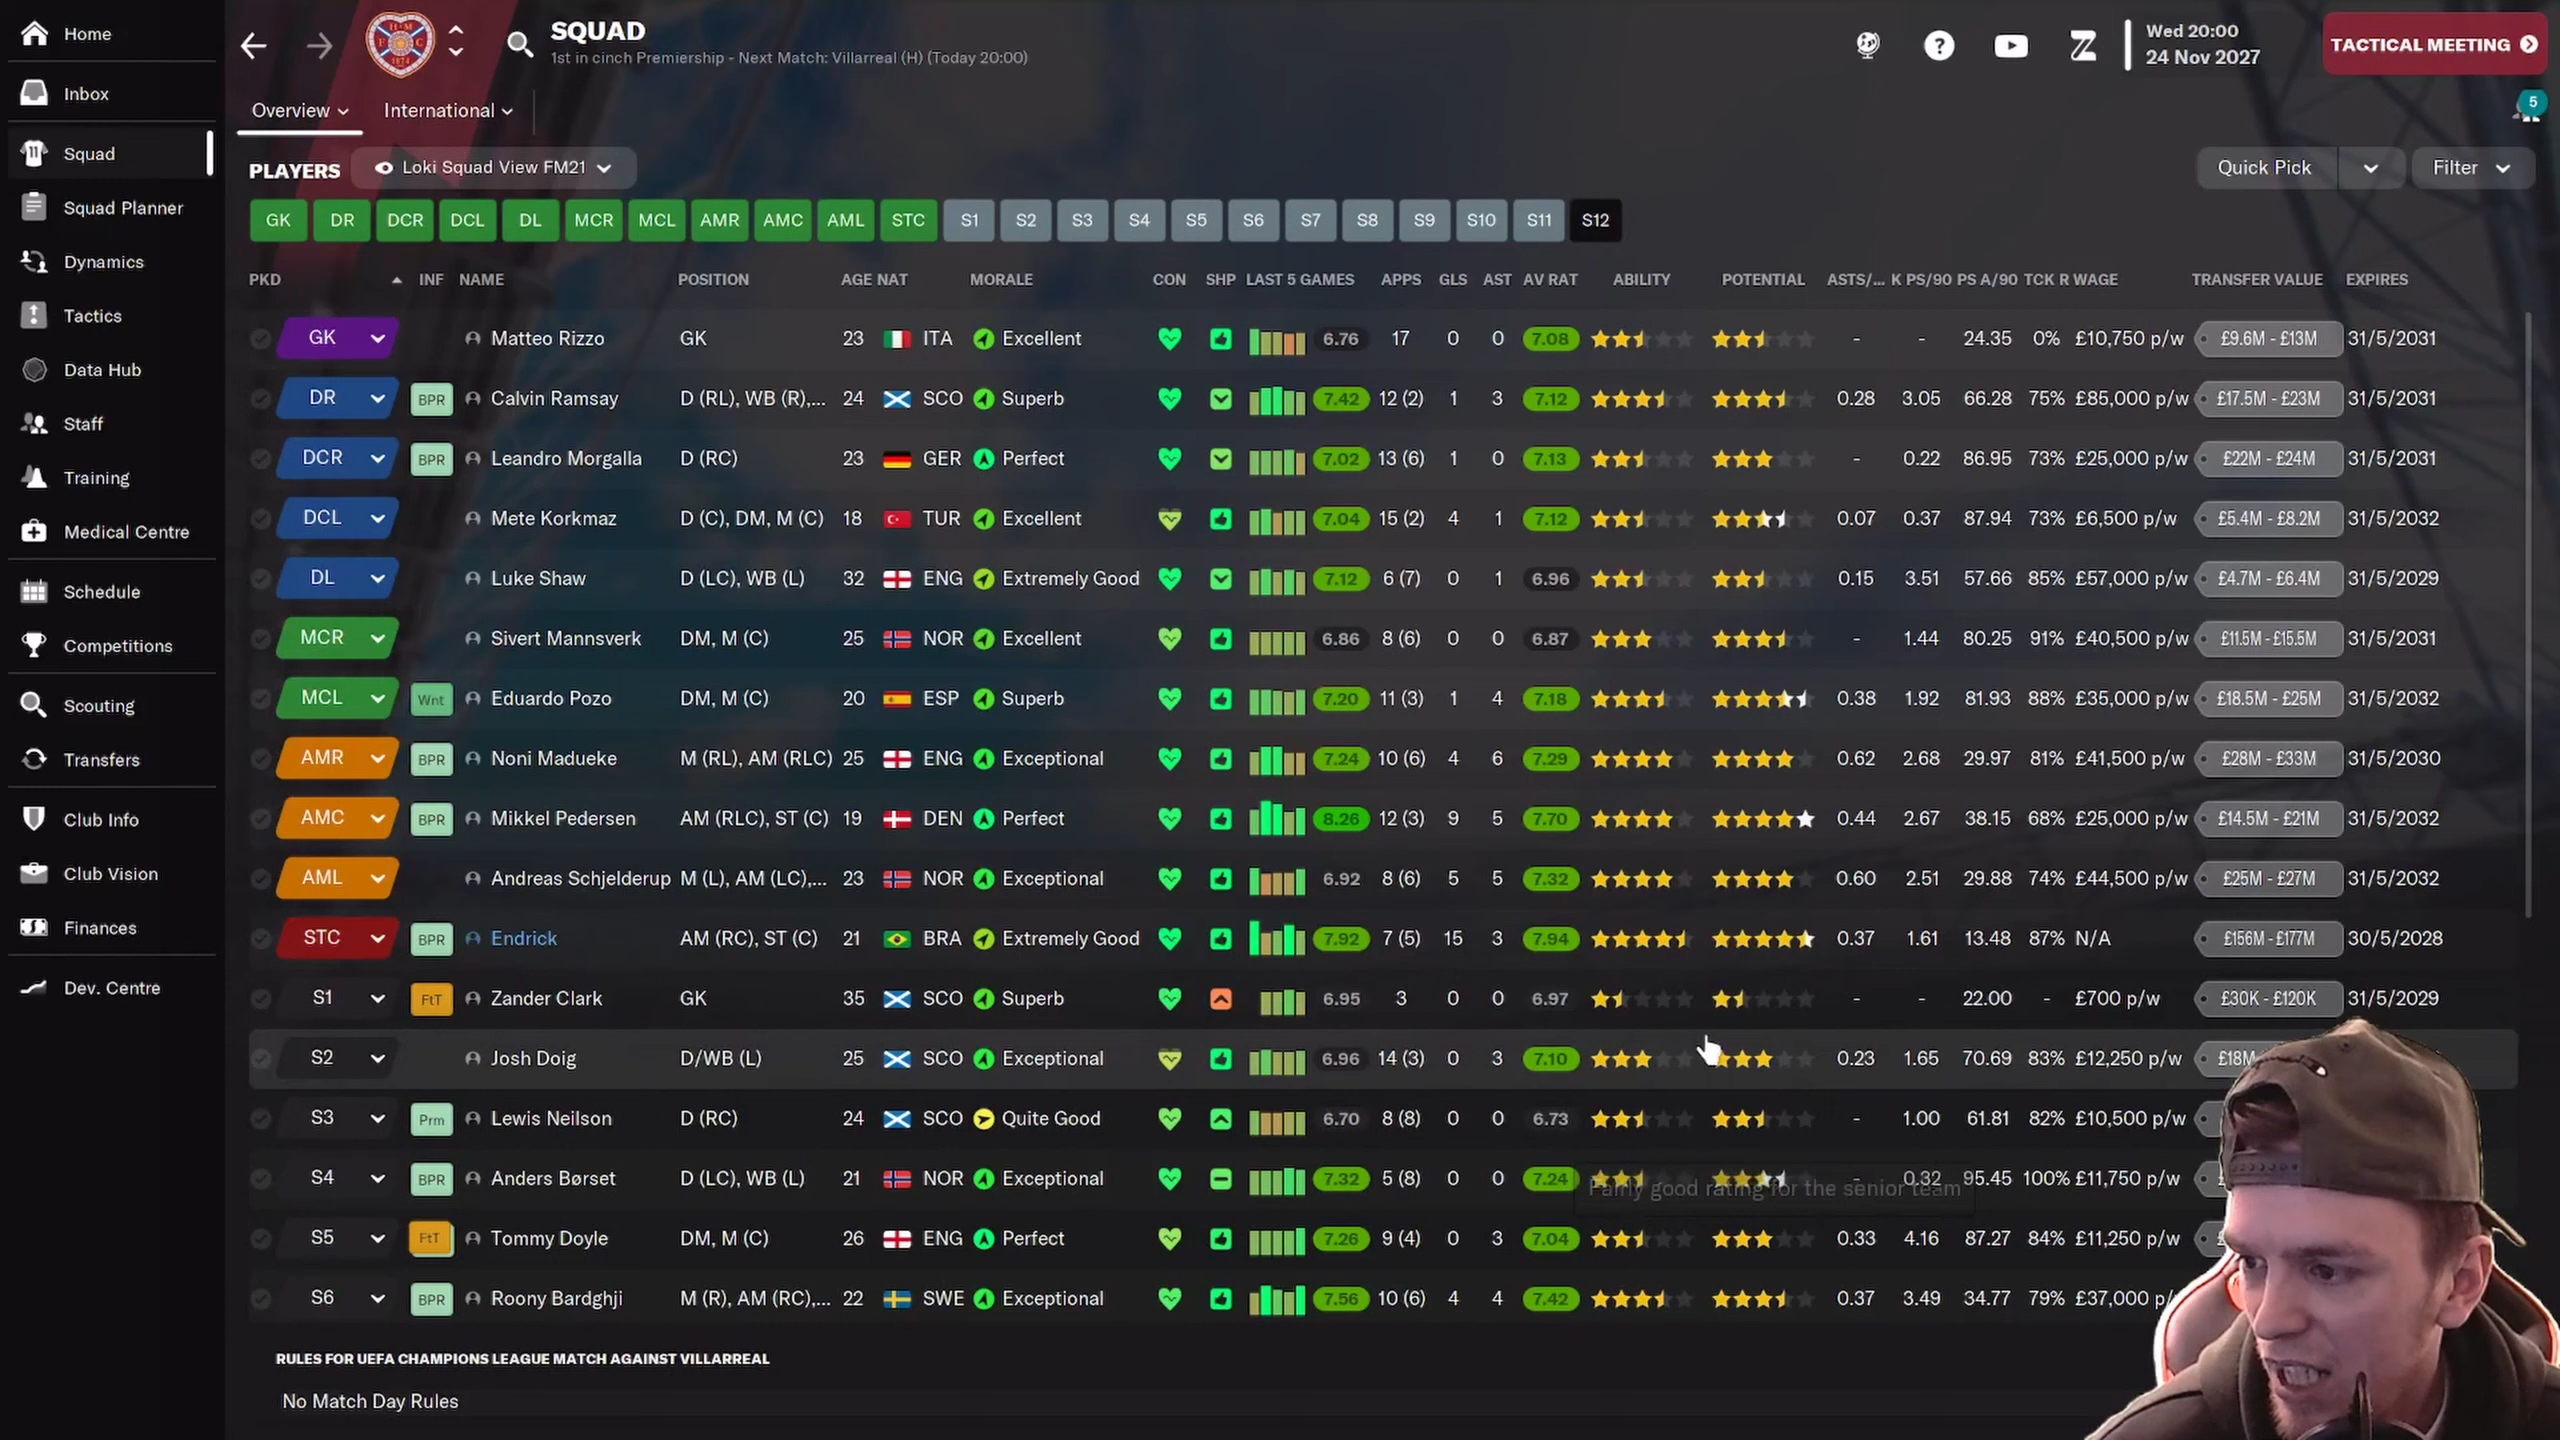 Home
Inbox
Squad
Squad Planner
Dynamics
Tactics
Data Hub
Staff
Training
Medical Centre
Schedule
Competitions
Scouting
Transfers
Club Info
Club Vision
Finances
Dev. Centre
SQUAD
1st in cinch Premiership - Next Match: Villarreal (H) (Today 20:00)
Wed 20:00
24 Nov 2027
TACTICAL MEETING
5
Overview International
PLAYERS Loki Squad View FM21 Quick Pick Filter
GK DR DCR DCL DL MCR MCL AMR AMC AML STC S1 S2 S3 S4 S5 S6 S7 S8 S9 S10 S11 S12
PKD INF NAME POSITION AGE NAT MORALE CON SHP LAST 5 GAMES APPS GLS AST AV RAT ABILITY POTENTIAL ASTS/... K PS/90 PS A/90 TCK R WAGE TRANSFER VALUE EXPIRES
GK Matteo Rizzo GK 23 ITA Excellent 6.76 17 0 0 7.08 - - 24.35 0% £10,750 p/w £9.6M - £13M 31/5/2031
DR BPR Calvin Ramsay D (RL), WB (R),... 24 SCO Superb 7.42 12 (2) 1 3 7.12 0.28 3.05 66.28 75% £85,000 p/w £17.5M - £23M 31/5/2031
DCR BPR Leandro Morgalla D (RC) 23 GER Perfect 7.02 13 (6) 1 0 7.13 - 0.22 86.95 73% £25,000 p/w £22M - £24M 31/5/2031
DCL Mete Korkmaz D (C), DM, M (C) 18 TUR Excellent 7.04 15 (2) 4 1 7.12 0.07 0.37 87.94 73% £6,500 p/w £5.4M - £8.2M 31/5/2032
DL Luke Shaw D (LC), WB (L) 32 ENG Extremely Good 7.12 6 (7) 0 1 6.96 0.15 3.51 57.66 85% £57,000 p/w £4.7M - £6.4M 31/5/2029
MCR Sivert Mannsverk DM, M (C) 25 NOR Excellent 6.86 8 (6) 0 0 6.87 - 1.44 80.25 91% £40,500 p/w £11.5M - £15.5M 31/5/2031
MCL Wnt Eduardo Pozo DM, M (C) 20 ESP Superb 7.20 11 (3) 1 4 7.18 0.38 1.92 81.93 88% £35,000 p/w £18.5M - £25M 31/5/2032
AMR BPR Noni Madueke M (RL), AM (RLC) 25 ENG Exceptional 7.24 10 (6) 4 6 7.29 0.62 2.68 29.97 81% £41,500 p/w £28M - £33M 31/5/2030
AMC BPR Mikkel Pedersen AM (RLC), ST (C) 19 DEN Perfect 8.26 12 (3) 9 5 7.70 0.44 2.67 38.15 68% £25,000 p/w £14.5M - £21M 31/5/2032
AML Andreas Schjelderup M (L), AM (LC),... 23 NOR Exceptional 6.92 8 (6) 5 5 7.32 0.60 2.51 29.88 74% £44,500 p/w £25M - £27M 31/5/2032
STC BPR Endrick AM (RC), ST (C) 21 BRA Extremely Good 7.92 7 (5) 15 3 7.94 0.37 1.61 13.48 87% N/A £156M - £177M 30/5/2028
S1 FtT Zander Clark GK 35 SCO Superb 6.95 3 0 0 6.97 - - 22.00 - £700 p/w £30K - £120K 31/5/2029
S2 Josh Doig D/WB (L) 25 SCO Exceptional 6.96 14 (3) 0 3 7.10 0.23 1.65 70.69 83% £12,250 p/w £18M
S3 Prm Lewis Neilson D (RC) 24 SCO Quite Good 6.70 8 (8) 0 0 6.73 - 1.00 61.81 82% £10,500 p/w
S4 BPR Anders Børset D (LC), WB (L) 21 NOR Exceptional 7.32 5 (8) 0 0 7.24 - 0.32 95.45 100% £11,750 p/w
Fairly good rating for the senior team
S5 FtT Tommy Doyle DM, M (C) 26 ENG Perfect 7.26 9 (4) 0 3 7.04 0.33 4.16 87.27 84% £11,250 p/w
S6 BPR Roony Bardghji M (R), AM (RC),... 22 SWE Exceptional 7.56 10 (6) 4 4 7.42 0.37 3.49 34.77 79% £37,000 p/
RULES FOR UEFA CHAMPIONS LEAGUE MATCH AGAINST VILLARREAL
No Match Day Rules